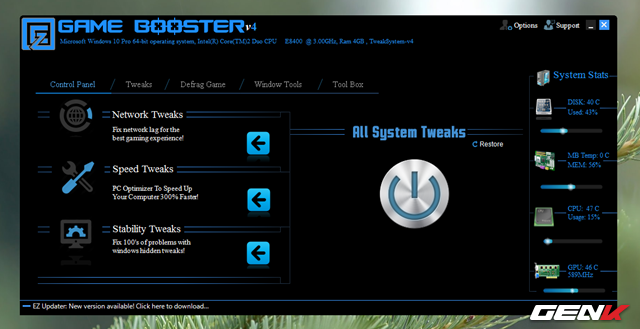 EZ GAME BOOSTER v4
Options Support
Microsoft Windows 10 Pro 64-bit operating system, Intel(R) Core(TM)2 Duo CPU E8400 @ 3.00GHz, Ram 4GB , TweakSystem-v4
Control Panel / Tweaks / Defrag Game / Window Tools / Tool Box
Network Tweaks
Fix network lag for the
best gaming experience!
Speed Tweaks
PC Optimizer To Speed Up
Your Computer 300% Faster!
Stability Tweaks
Fix 100's of problems with
windows hidden tweaks!
All System Tweaks
Restore
System Stats
DISK: 40 C
Used: 43%
MB Temp: 0 C
MEM: 56%
CPU: 47 C
Usage: 15%
GPU: 46 C
589MHz
EZ Updater: New version available! Click here to download...
GENK